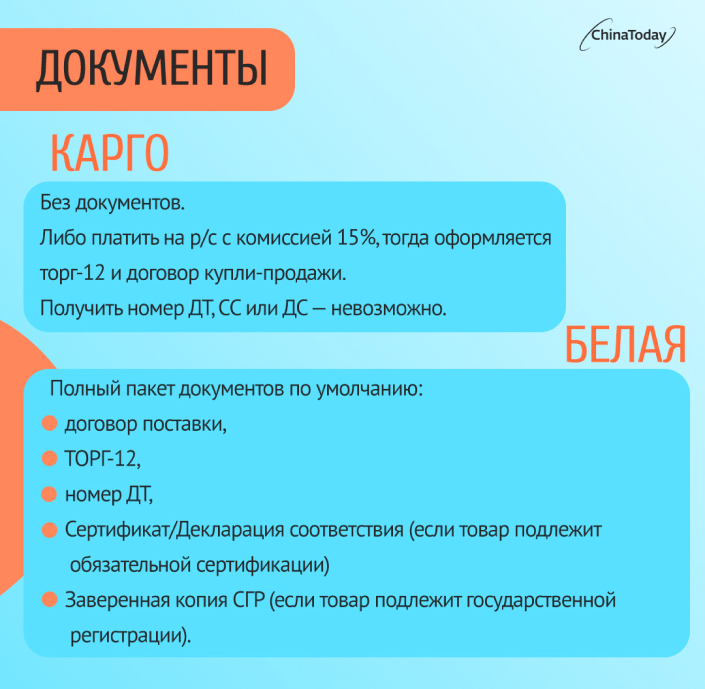 ChinaToday
ДОКУМЕНТЫ
КАРГО
Без документов.
Либо платить на р/с с комиссией 15%, тогда оформляется
торг-12 и договор купли-продажи.
Получить номер ДТ, СС или ДС — невозможно.
БЕЛАЯ
Полный пакет документов по умолчанию:
договор поставки,
ТОРГ-12,
номер ДТ,
Сертификат/Декларация соответствия (если товар подлежит
обязательной сертификации)
Заверенная копия СГР (если товар подлежит государственной
регистрации).